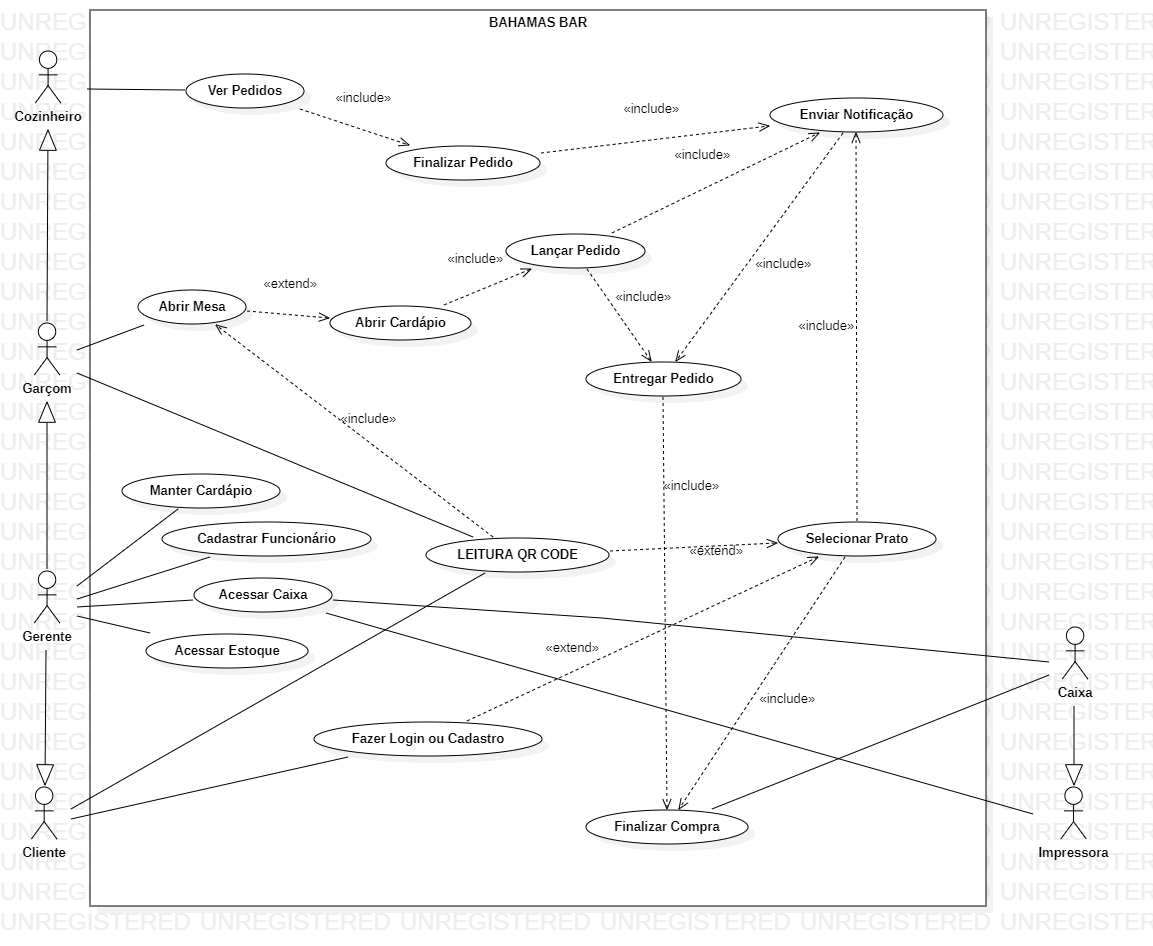 BAHAMAS BAR
Cozinheiro
Ver Pedidos
«include»
«include»
Enviar Notificação
Finalizar Pedido
«include»
Lançar Pedido
«include»
«include»
«extend»
«include»
Abrir Mesa
Abrir Cardápio
«include»
Garçom
Entregar Pedido
«include»
Manter Cardápio
«include»
Cadastrar Funcionário
Selecionar Prato
LEITURA QR CODE
«extend»
Acessar Caixa
Gerente
Acessar Estoque
«extend»
Caixa
«include»
Fazer Login ou Cadastro
Finalizar Compra
Cliente
Impressora
UNREGISTERED UNREGISTERED UNREGISTERED UNREGISTERED UNREGISTERED UNREGISTERED